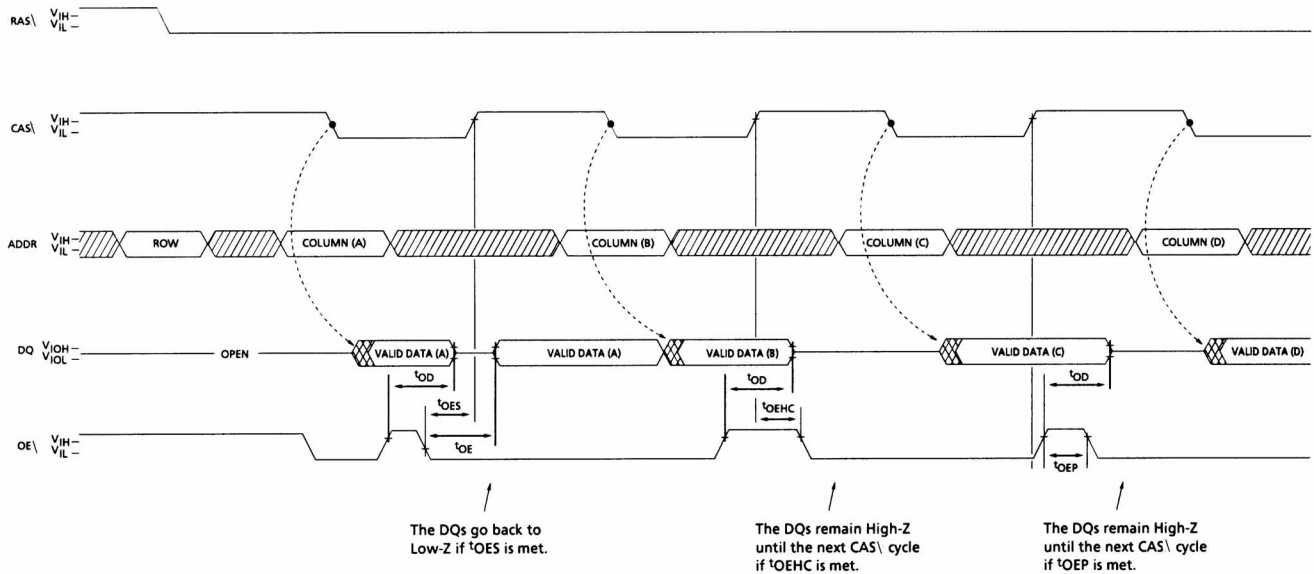 RAS\ VIH –
VIL –
CAS\ VIH –
VIL –
ADDR VIH –
VIL –
ROW
COLUMN (A)
COLUMN (B)
COLUMN (C)
COLUMN (D)
DQ VIOH –
VIOL –
OPEN
VALID DATA (A)
VALID DATA (A)
VALID DATA (B)
VALID DATA (C)
VALID DATA (D)
tOD
tOD
tOD
tOES
tOEHC
tOE
OE\ VIH –
VIL –
tOEP
The DQs go back to
Low-Z if tOES is met.
The DQs remain High-Z
until the next CAS\ cycle
if tOEHC is met.
The DQs remain High-Z
until the next CAS\ cycle
if tOEP is met.